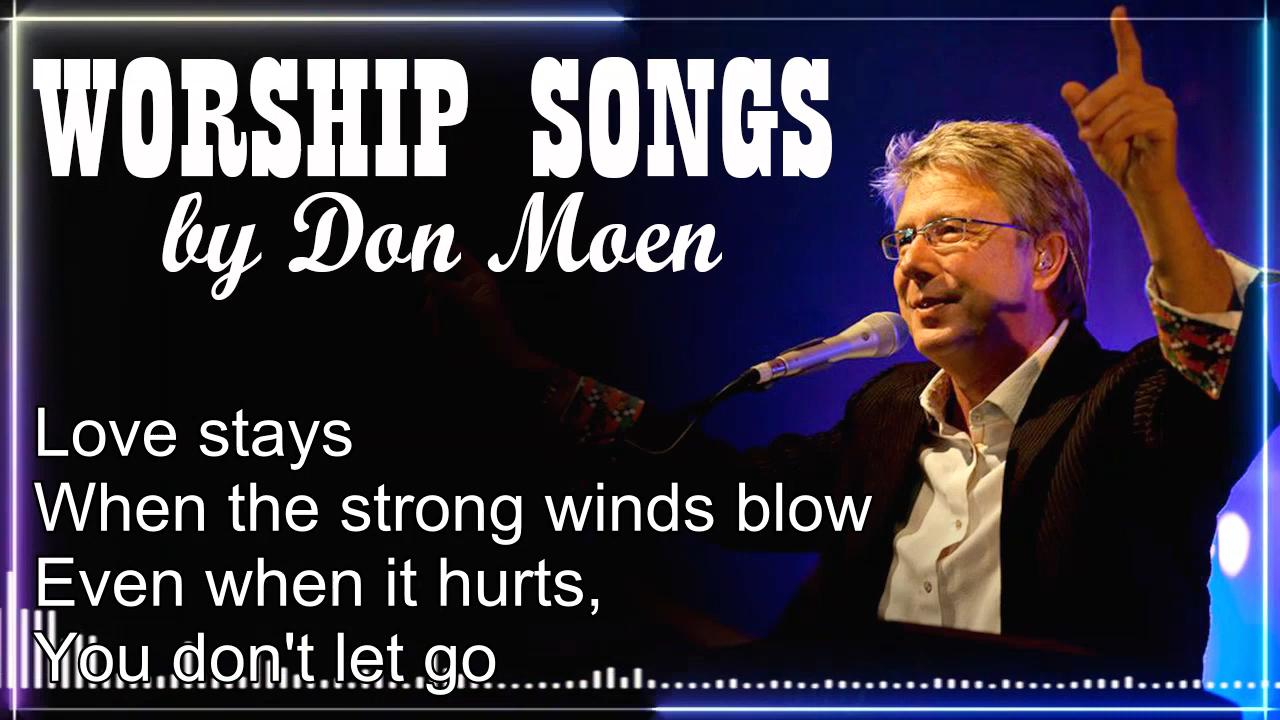 WORSHIP SONGS
by Don Moen
Love stays
When the strong winds blow
Even when it hurts,
You don't let go